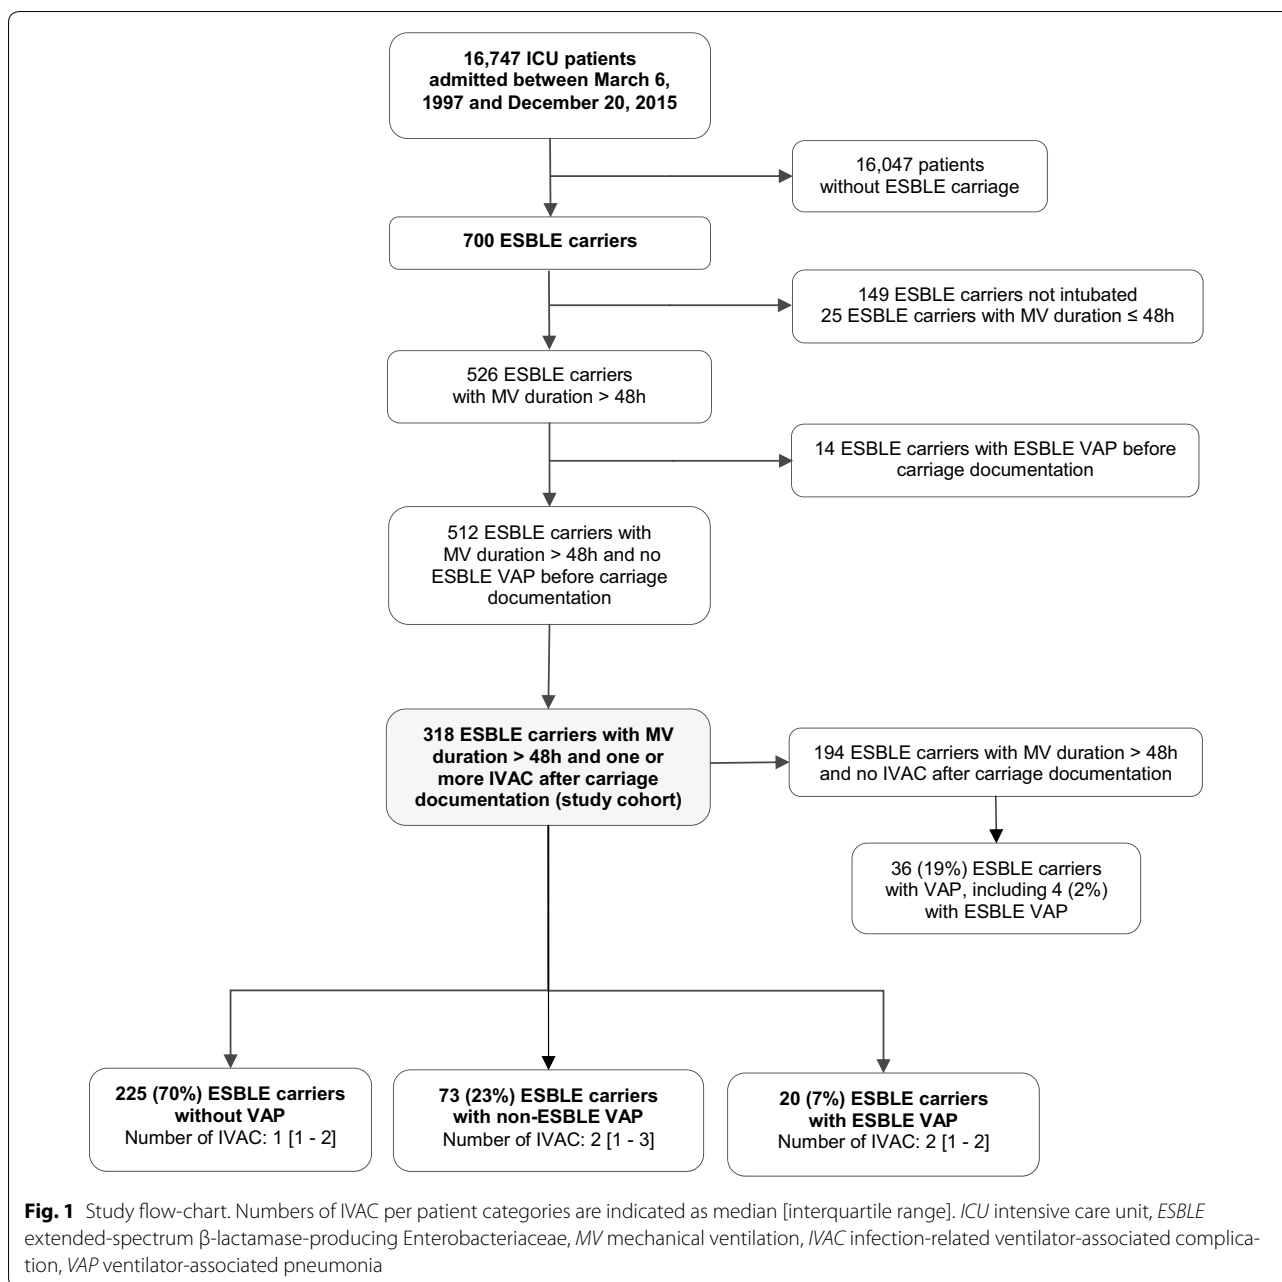 16,747 ICU patients
admitted between March 6,
1997 and December 20, 2015
16,047 patients
without ESBLE carriage
700 ESBLE carriers
149 ESBLE carriers not intubated
25 ESBLE carriers with MV duration ≤ 48h
526 ESBLE carriers
with MV duration > 48h
14 ESBLE carriers with ESBLE VAP before
carriage documentation
512 ESBLE carriers with
MV duration > 48h and no
ESBLE VAP before carriage
documentation
318 ESBLE carriers with MV
duration > 48h and one or
more IVAC after carriage
documentation (study cohort)
194 ESBLE carriers with MV duration > 48h
and no IVAC after carriage documentation
36 (19%) ESBLE carriers
with VAP, including 4 (2%)
with ESBLE VAP
225 (70%) ESBLE carriers
without VAP
Number of IVAC: 1 [1 - 2]
73 (23%) ESBLE carriers
with non-ESBLE VAP
Number of IVAC: 2 [1 - 3]
20 (7%) ESBLE carriers
with ESBLE VAP
Number of IVAC: 2 [1 - 2]
Fig. 1 Study flow-chart. Numbers of IVAC per patient categories are indicated as median [interquartile range]. ICU intensive care unit, ESBLE
extended-spectrum β-lactamase-producing Enterobacteriaceae, MV mechanical ventilation, IVAC infection-related ventilator-associated complica-
tion, VAP ventilator-associated pneumonia